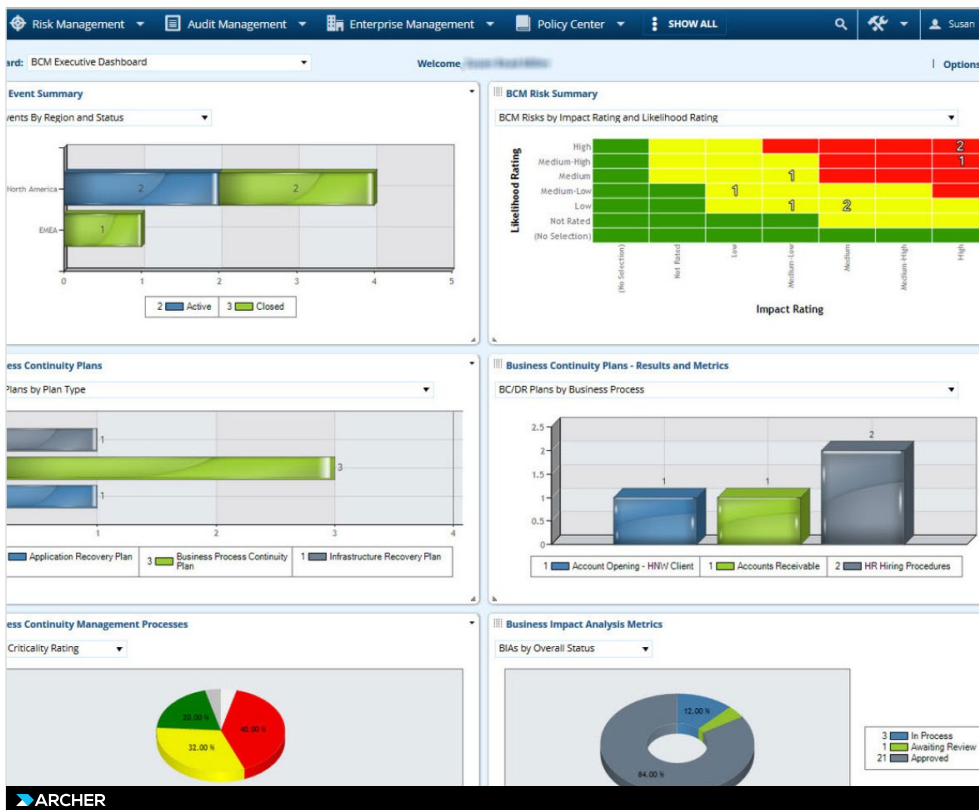 Risk Management Audit Management Enterprise Management Policy Center SHOW ALL Susan
ard: BCM Executive Dashboard Welcome Options
Event Summary
vents By Region and Status
North America
2
2
EMEA
1
0 1 2 3 4 5
2 Active 3 Closed
BCM Risk Summary
BCM Risks by Impact Rating and Likelihood Rating
Likelihood Rating
High 2
Medium-High 1
Medium 1
Medium-Low 1
Low 1 2
Not Rated
(No Selection)
(No Selection) Not Rated Low Medium-Low Medium Medium-High High
Impact Rating
ess Continuity Plans
Plans by Plan Type
1
3
1
1 2 3 4
Application Recovery Plan 3 Business Process Continuity Plan 1 Infrastructure Recovery Plan
Business Continuity Plans - Results and Metrics
BC/DR Plans by Business Process
2.5
2
1.5
1
0.5
0
1 1 2
1 Account Opening - HNW Client 1 Accounts Receivable 2 HR Hiring Procedures
ess Continuity Management Processes
Criticality Rating
20.00 %
40.00 %
32.00 %
Business Impact Analysis Metrics
BIAs by Overall Status
12.00 %
84.00 %
3 In Process
1 Awaiting Review
21 Approved
ARCHER